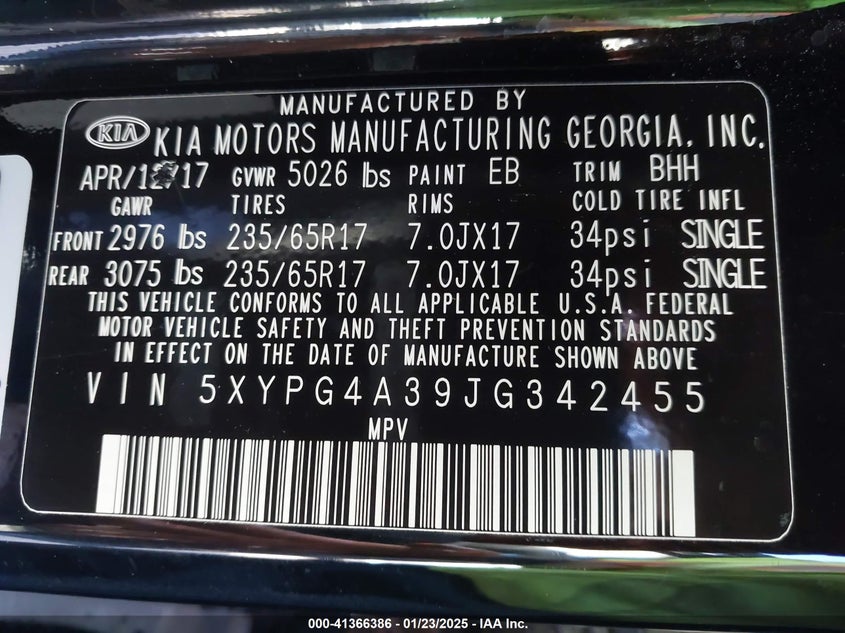 MANUFACTURED BY
KIA KIA MOTORS MANUFACTURING GEORGIA, INC.
APR/ 17 GVWR 5026 lbs PAINT EB TRIM BHH
GAWR TIRES RIMS COLD TIRE INFL
FRONT 2976 lbs 235/65R17 7.0JX17 34psi SINGLE
REAR 3075 lbs 235/65R17 7.0JX17 34psi SINGLE
THIS VEHICLE CONFORMS TO ALL APPLICABLE U.S.A. FEDERAL
MOTOR VEHICLE SAFETY AND THEFT PREVENTION STANDARDS
IN EFFECT ON THE DATE OF MANUFACTURE SHOWN ABOVE
VIN 5XYPG4A39JG342455
MPV
000-41366386 - 01/23/2025 - IAA Inc.